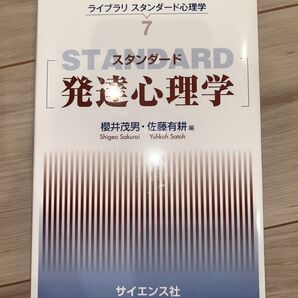 ライブラリ スタンダード心理学
7
STANDARD
スタンダード
発達心理学
櫻井茂男・佐藤有耕 編
Shigeo Sakurai Yuhkoh Satoh
サイエンス社